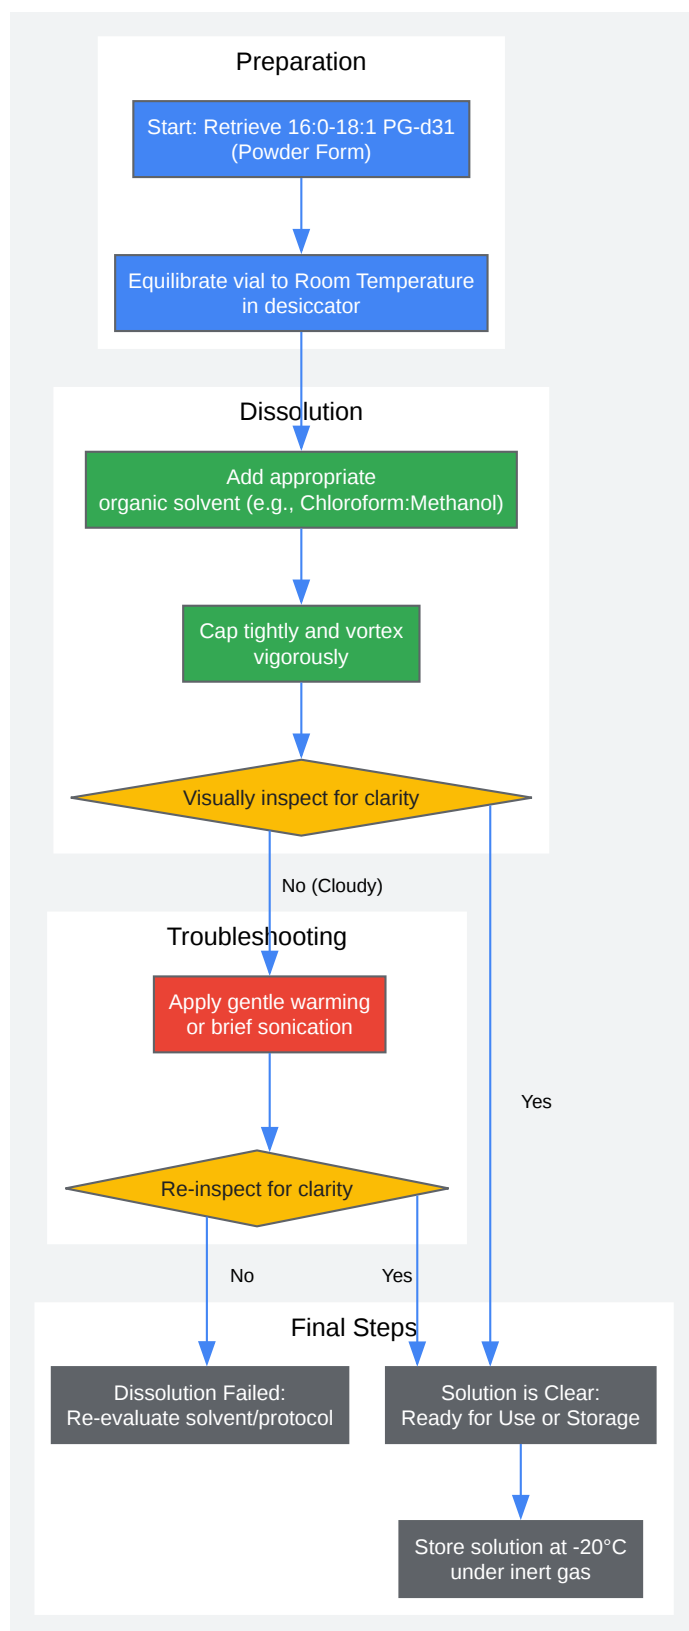 Preparation
Start: Retrieve 16:0-18:1 PG-d31
(Powder Form)
Equilibrate vial to Room Temperature
in desiccator
Dissolution
Add appropriate
organic solvent (e.g., Chloroform:Methanol)
Cap tightly and vortex
vigorously
Visually inspect for clarity
No (Cloudy)
Troubleshooting
Apply gentle warming
or brief sonication
Yes
Re-inspect for clarity
No
Yes
Final Steps
Dissolution Failed:
Re-evaluate solvent/protocol
Solution is Clear:
Ready for Use or Storage
Store solution at -20°C
under inert gas